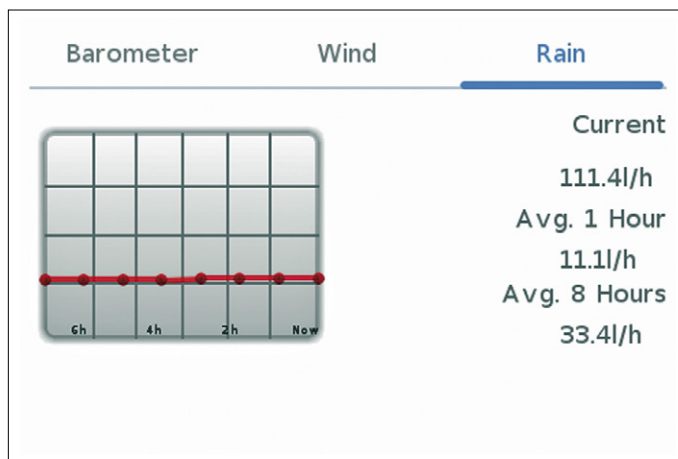 Barometer Wind Rain
Current
111.4l/h
Avg. 1 Hour
11.1l/h
Avg. 8 Hours
33.4l/h
6h 4h 2h Now